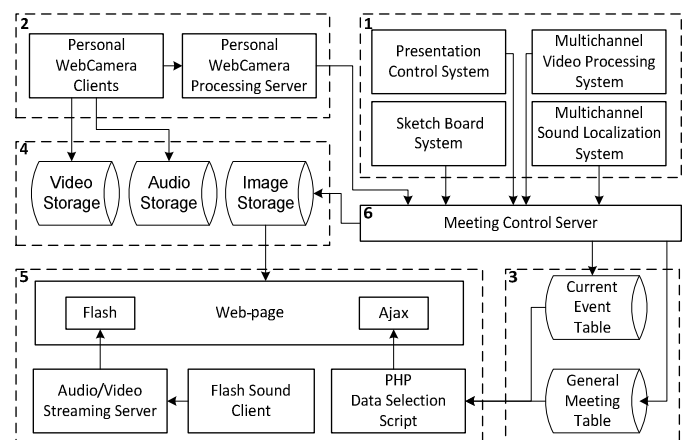 2
Personal
WebCamera
Clients
Personal
WebCamera
Processing Server
1
Presentation
Control System
Multichannel
Video Processing
System
Sketch Board
System
Multichannel
Sound Localization
System
4
Video
Storage
Audio
Storage
Image
Storage
6
Meeting Control Server
5
Flash
Web-page
Ajax
Audio/Video
Streaming Server
Flash Sound
Client
PHP
Data Selection
Script
3
Current
Event
Table
General
Meeting
Table